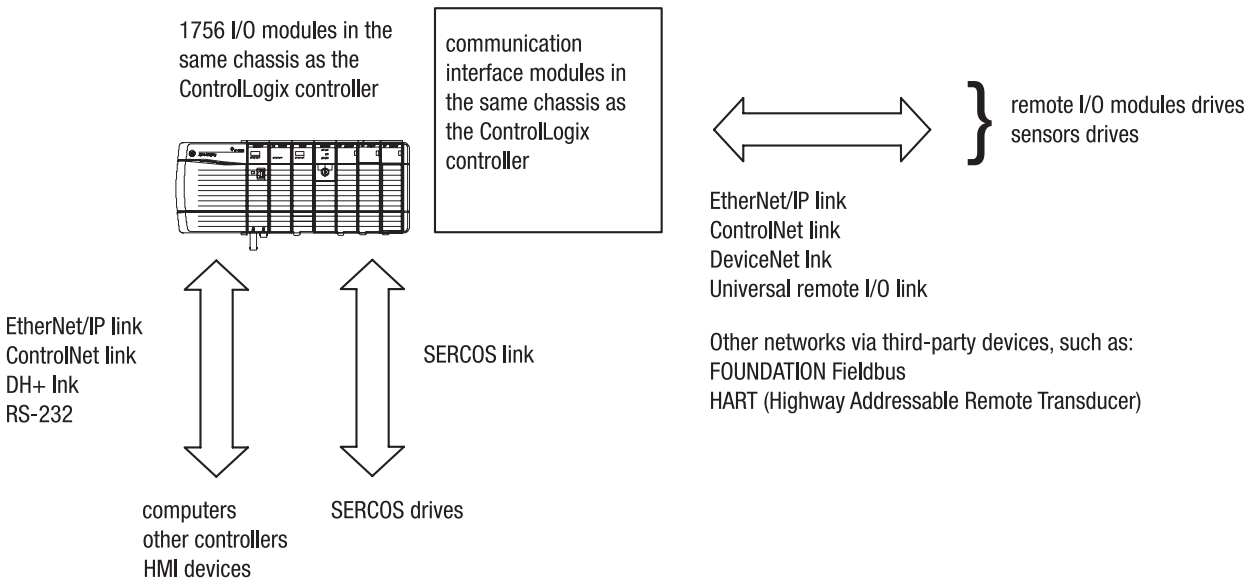 1756 I/O modules in the
same chassis as the
ControlLogix controller
communication
interface modules in
the same chassis as
the ControlLogix
controller
remote I/O modules drives
sensors drives
EtherNet/IP link
ControlNet link
DeviceNet lnk
Universal remote I/O link
Other networks via third-party devices, such as:
FOUNDATION Fieldbus
HART (Highway Addressable Remote Transducer)
EtherNet/IP link
ControlNet link
DH+ lnk
RS-232
SERCOS link
computers
other controllers
HMI devices
SERCOS drives